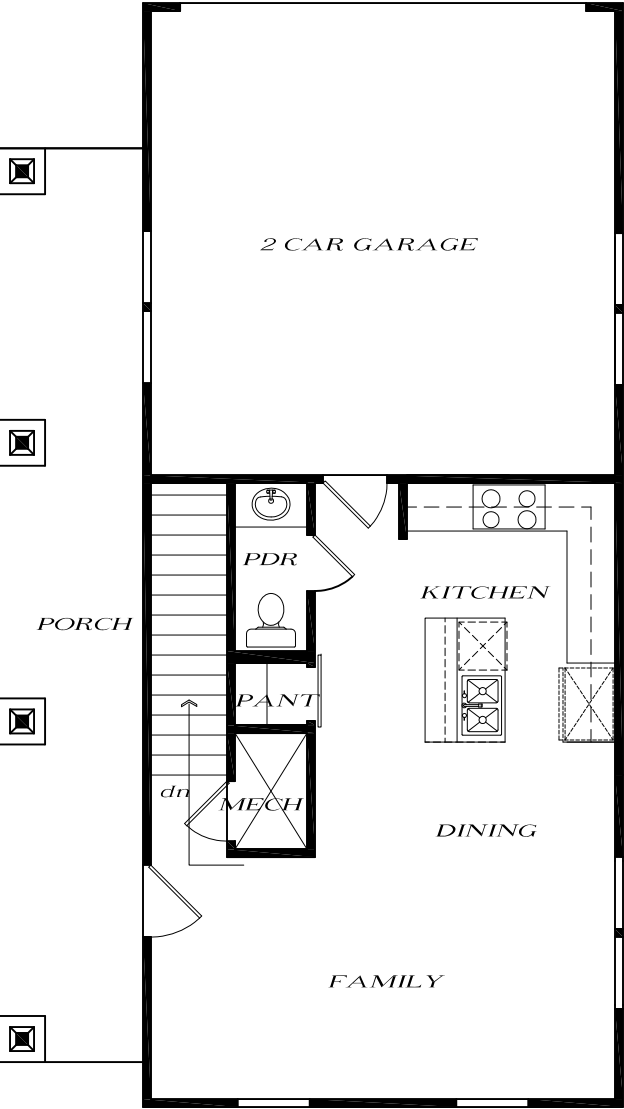 2 CAR GARAGE
PDR
KITCHEN
PORCH
PANT
dn
MECH
DINING
FAMILY